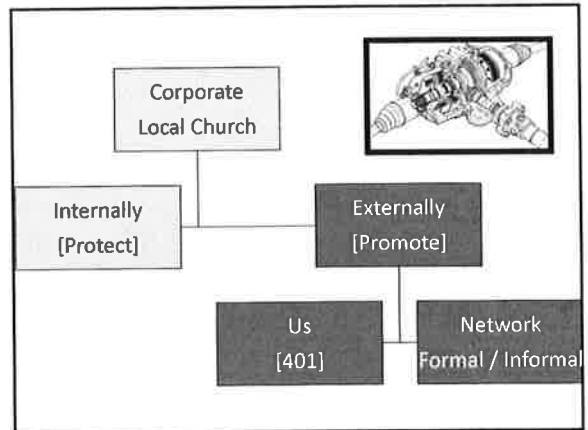 Corporate
Local Church
Internally
[Protect]
Externally
[Promote]
Us
[401]
Network
Formal / Informal